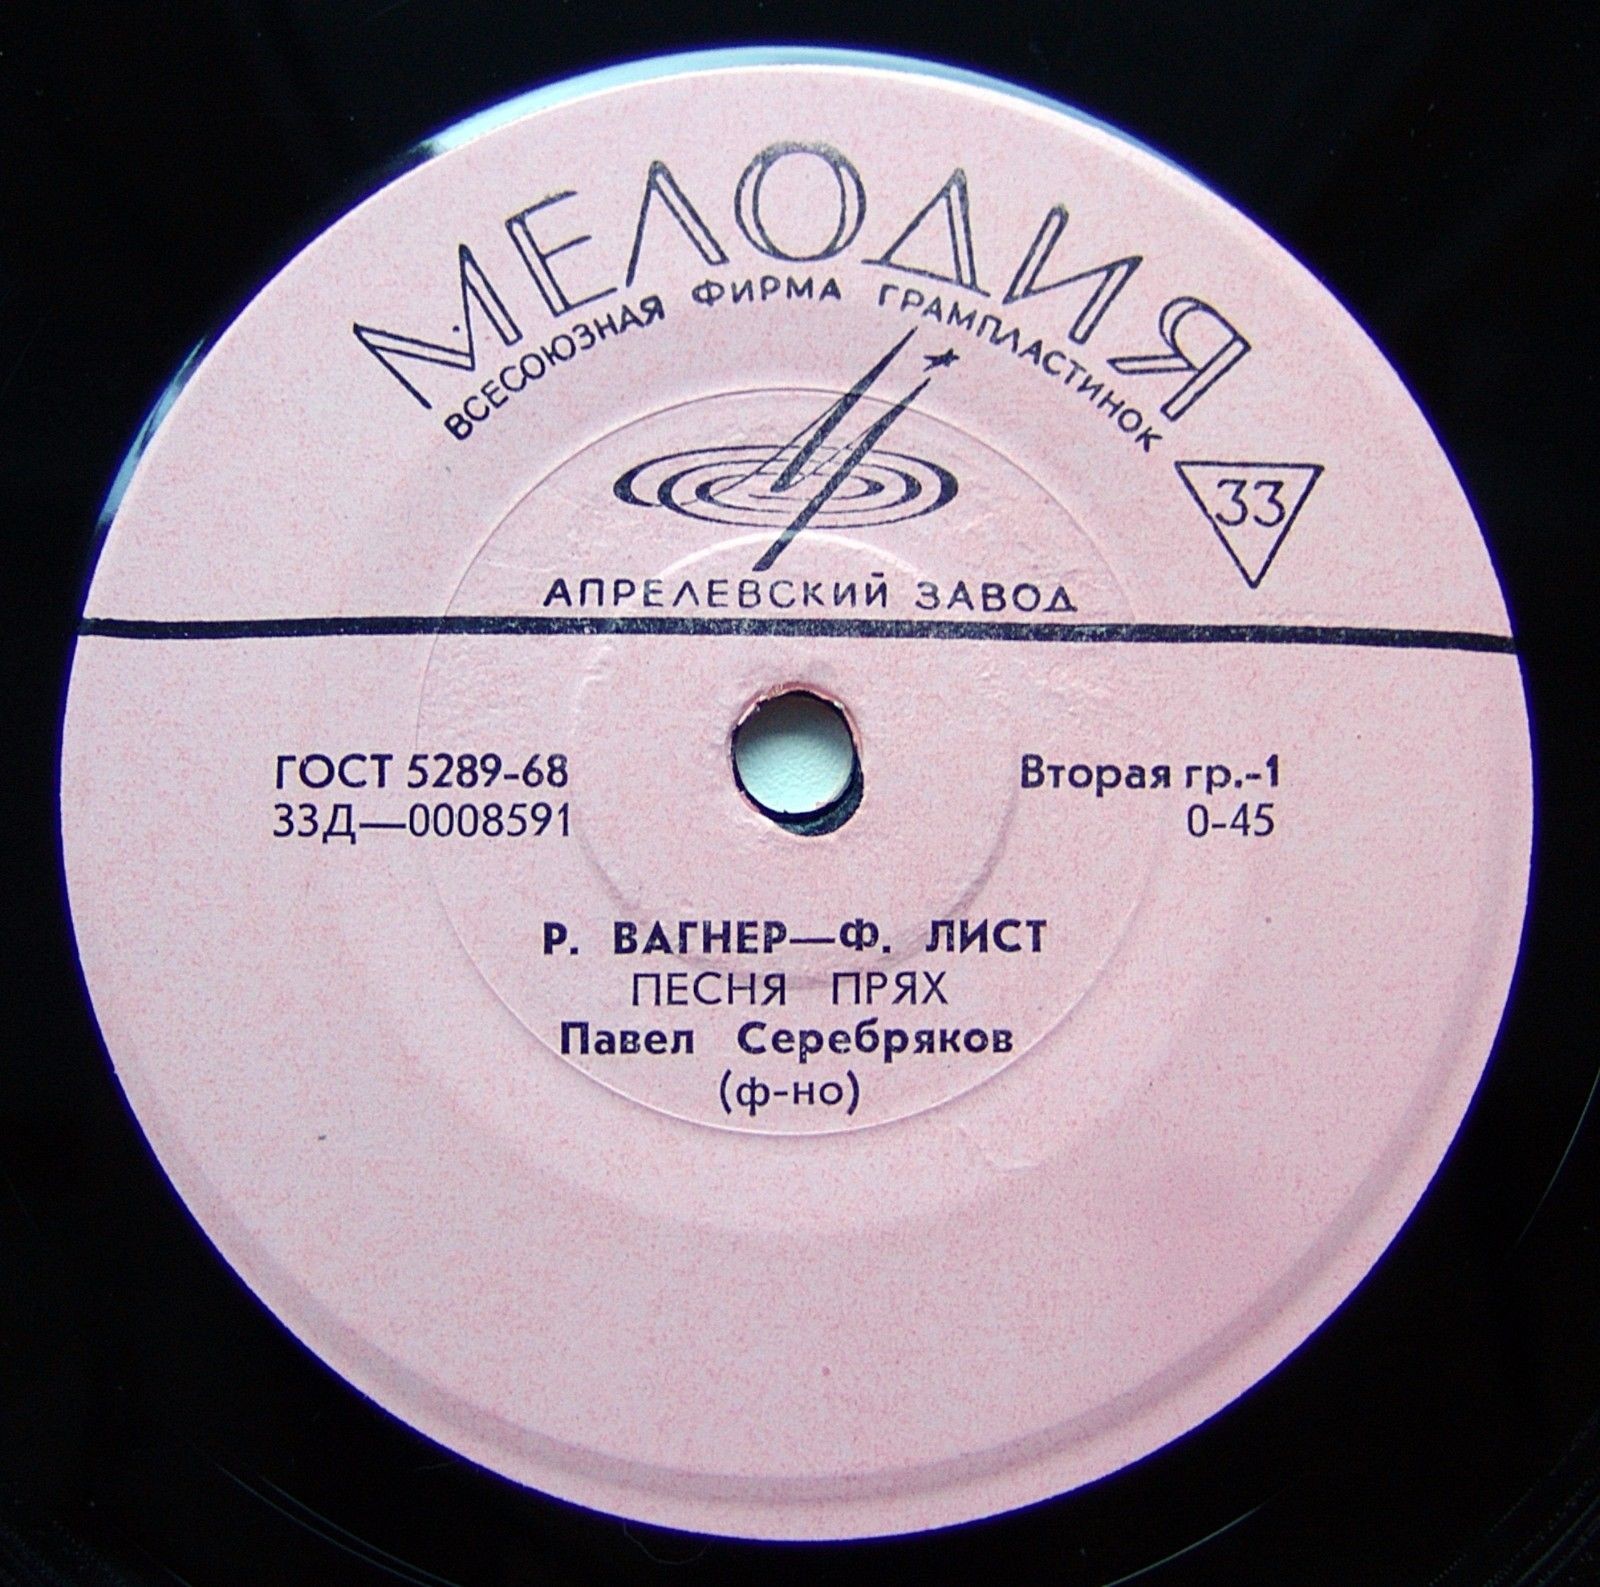 МЕЛОДИЯ
ВСЕСОЮЗНАЯ ФИРМА ГРАМПЛАСТИНОК
33
АПРЕЛЕВСКИЙ ЗАВОД
ГОСТ 5289-68
33Д—0008591
Вторая гр.-1
0-45
Р. ВАГНЕР—Ф. ЛИСТ
ПЕСНЯ ПРЯХ
Павел Серебряков
(ф-но)